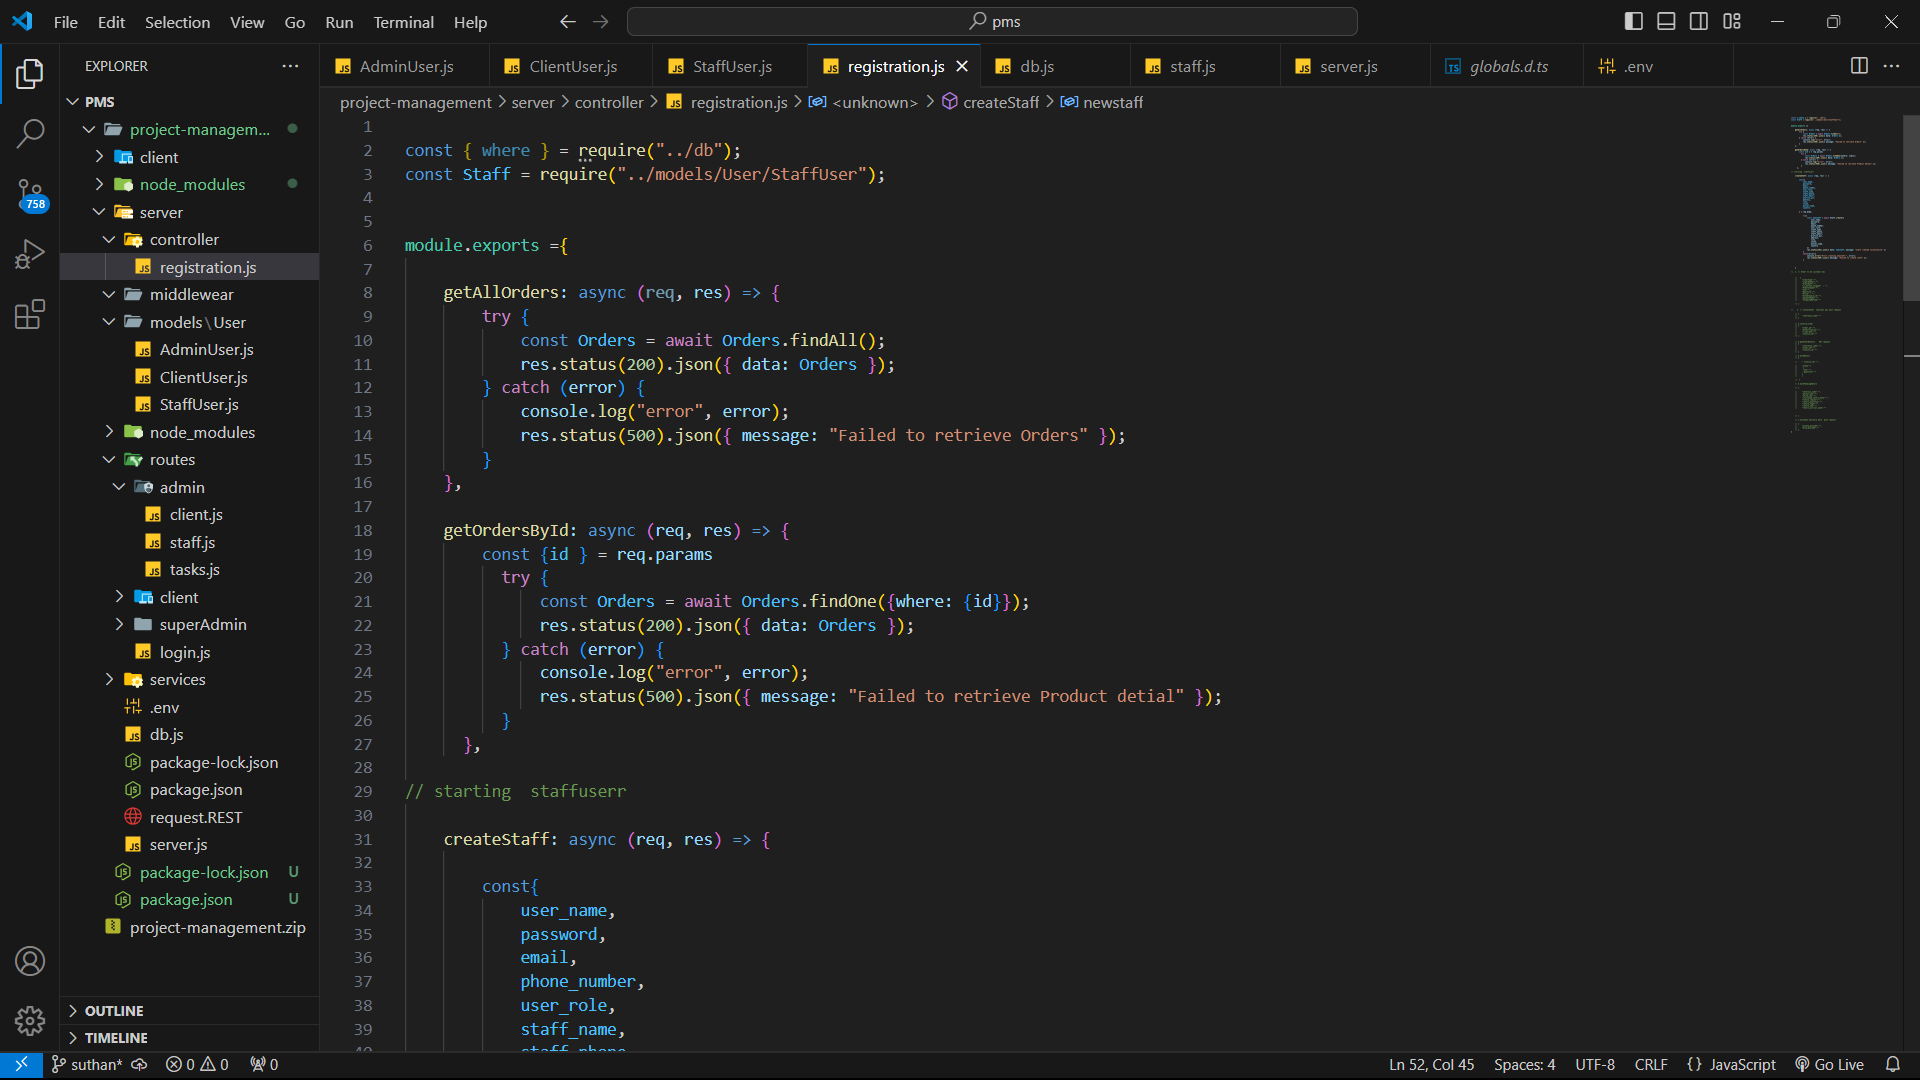 File Edit Selection View Go Run Terminal Help
pms
EXPLORER
PMS
project-managem...
client
node_modules
server
controller
registration.js
middlewear
models\User
AdminUser.js
ClientUser.js
StaffUser.js
node_modules
routes
admin
client.js
staff.js
tasks.js
client
superAdmin
login.js
services
.env
db.js
package-lock.json
package.json
request.REST
server.js
package-lock.json U
package.json U
project-management.zip
OUTLINE
TIMELINE
758
AdminUser.js ClientUser.js StaffUser.js registration.js db.js staff.js server.js globals.d.ts .env
project-management > server > controller > registration.js > <unknown> > createStaff > newstaff
1
2 const { where } = require("../db");
3 const Staff = require("../models/User/StaffUser");
4
5
6 module.exports ={
7
8 getAllOrders: async (req, res) => {
9 try {
10 const Orders = await Orders.findAll();
11 res.status(200).json({ data: Orders });
12 } catch (error) {
13 console.log("error", error);
14 res.status(500).json({ message: "Failed to retrieve Orders" });
15 }
16 },
17
18 getOrdersById: async (req, res) => {
19 const {id } = req.params
20 try {
21 const Orders = await Orders.findOne({where: {id}});
22 res.status(200).json({ data: Orders });
23 } catch (error) {
24 console.log("error", error);
25 res.status(500).json({ message: "Failed to retrieve Product detial" });
26 }
27 },
28
29 // starting staffuserr
30
31 createStaff: async (req, res) => {
32
33 const{
34 user_name,
35 password,
36 email,
37 phone_number,
38 user_role,
39 staff_name,
suthan* 0 0 0
Ln 52, Col 45 Spaces: 4 UTF-8 CRLF {} JavaScript Go Live